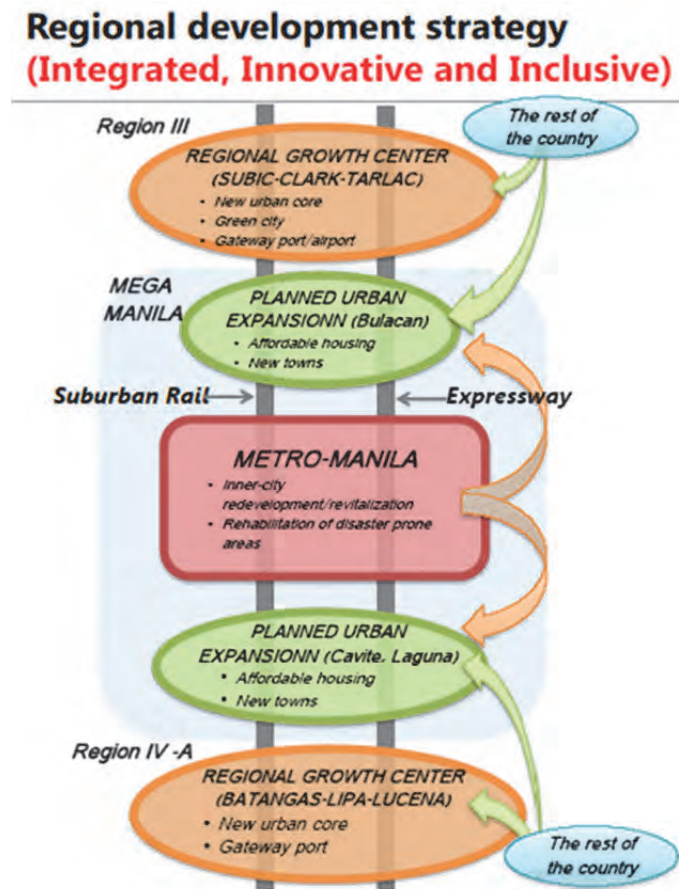 Regional development strategy
(Integrated, Innovative and Inclusive)
Region III
The rest of
the country
REGIONAL GROWTH CENTER
(SUBIC-CLARK-TARLAC)
• New urban core
• Green city
• Gateway port/airport
MEGA
MANILA
PLANNED URBAN
EXPANSIONN (Bulacan)
• Affordable housing
• New towns
Suburban Rail
Expressway
METRO-MANILA
• Inner-city
redevelopment/revitalization
• Rehabilitation of disaster prone
areas
PLANNED URBAN
EXPANSIONN (Cavite, Laguna)
• Affordable housing
• New towns
Region IV -A
REGIONAL GROWTH CENTER
(BATANGAS-LIPA-LUCENA)
• New urban core
• Gateway port
The rest of
the country